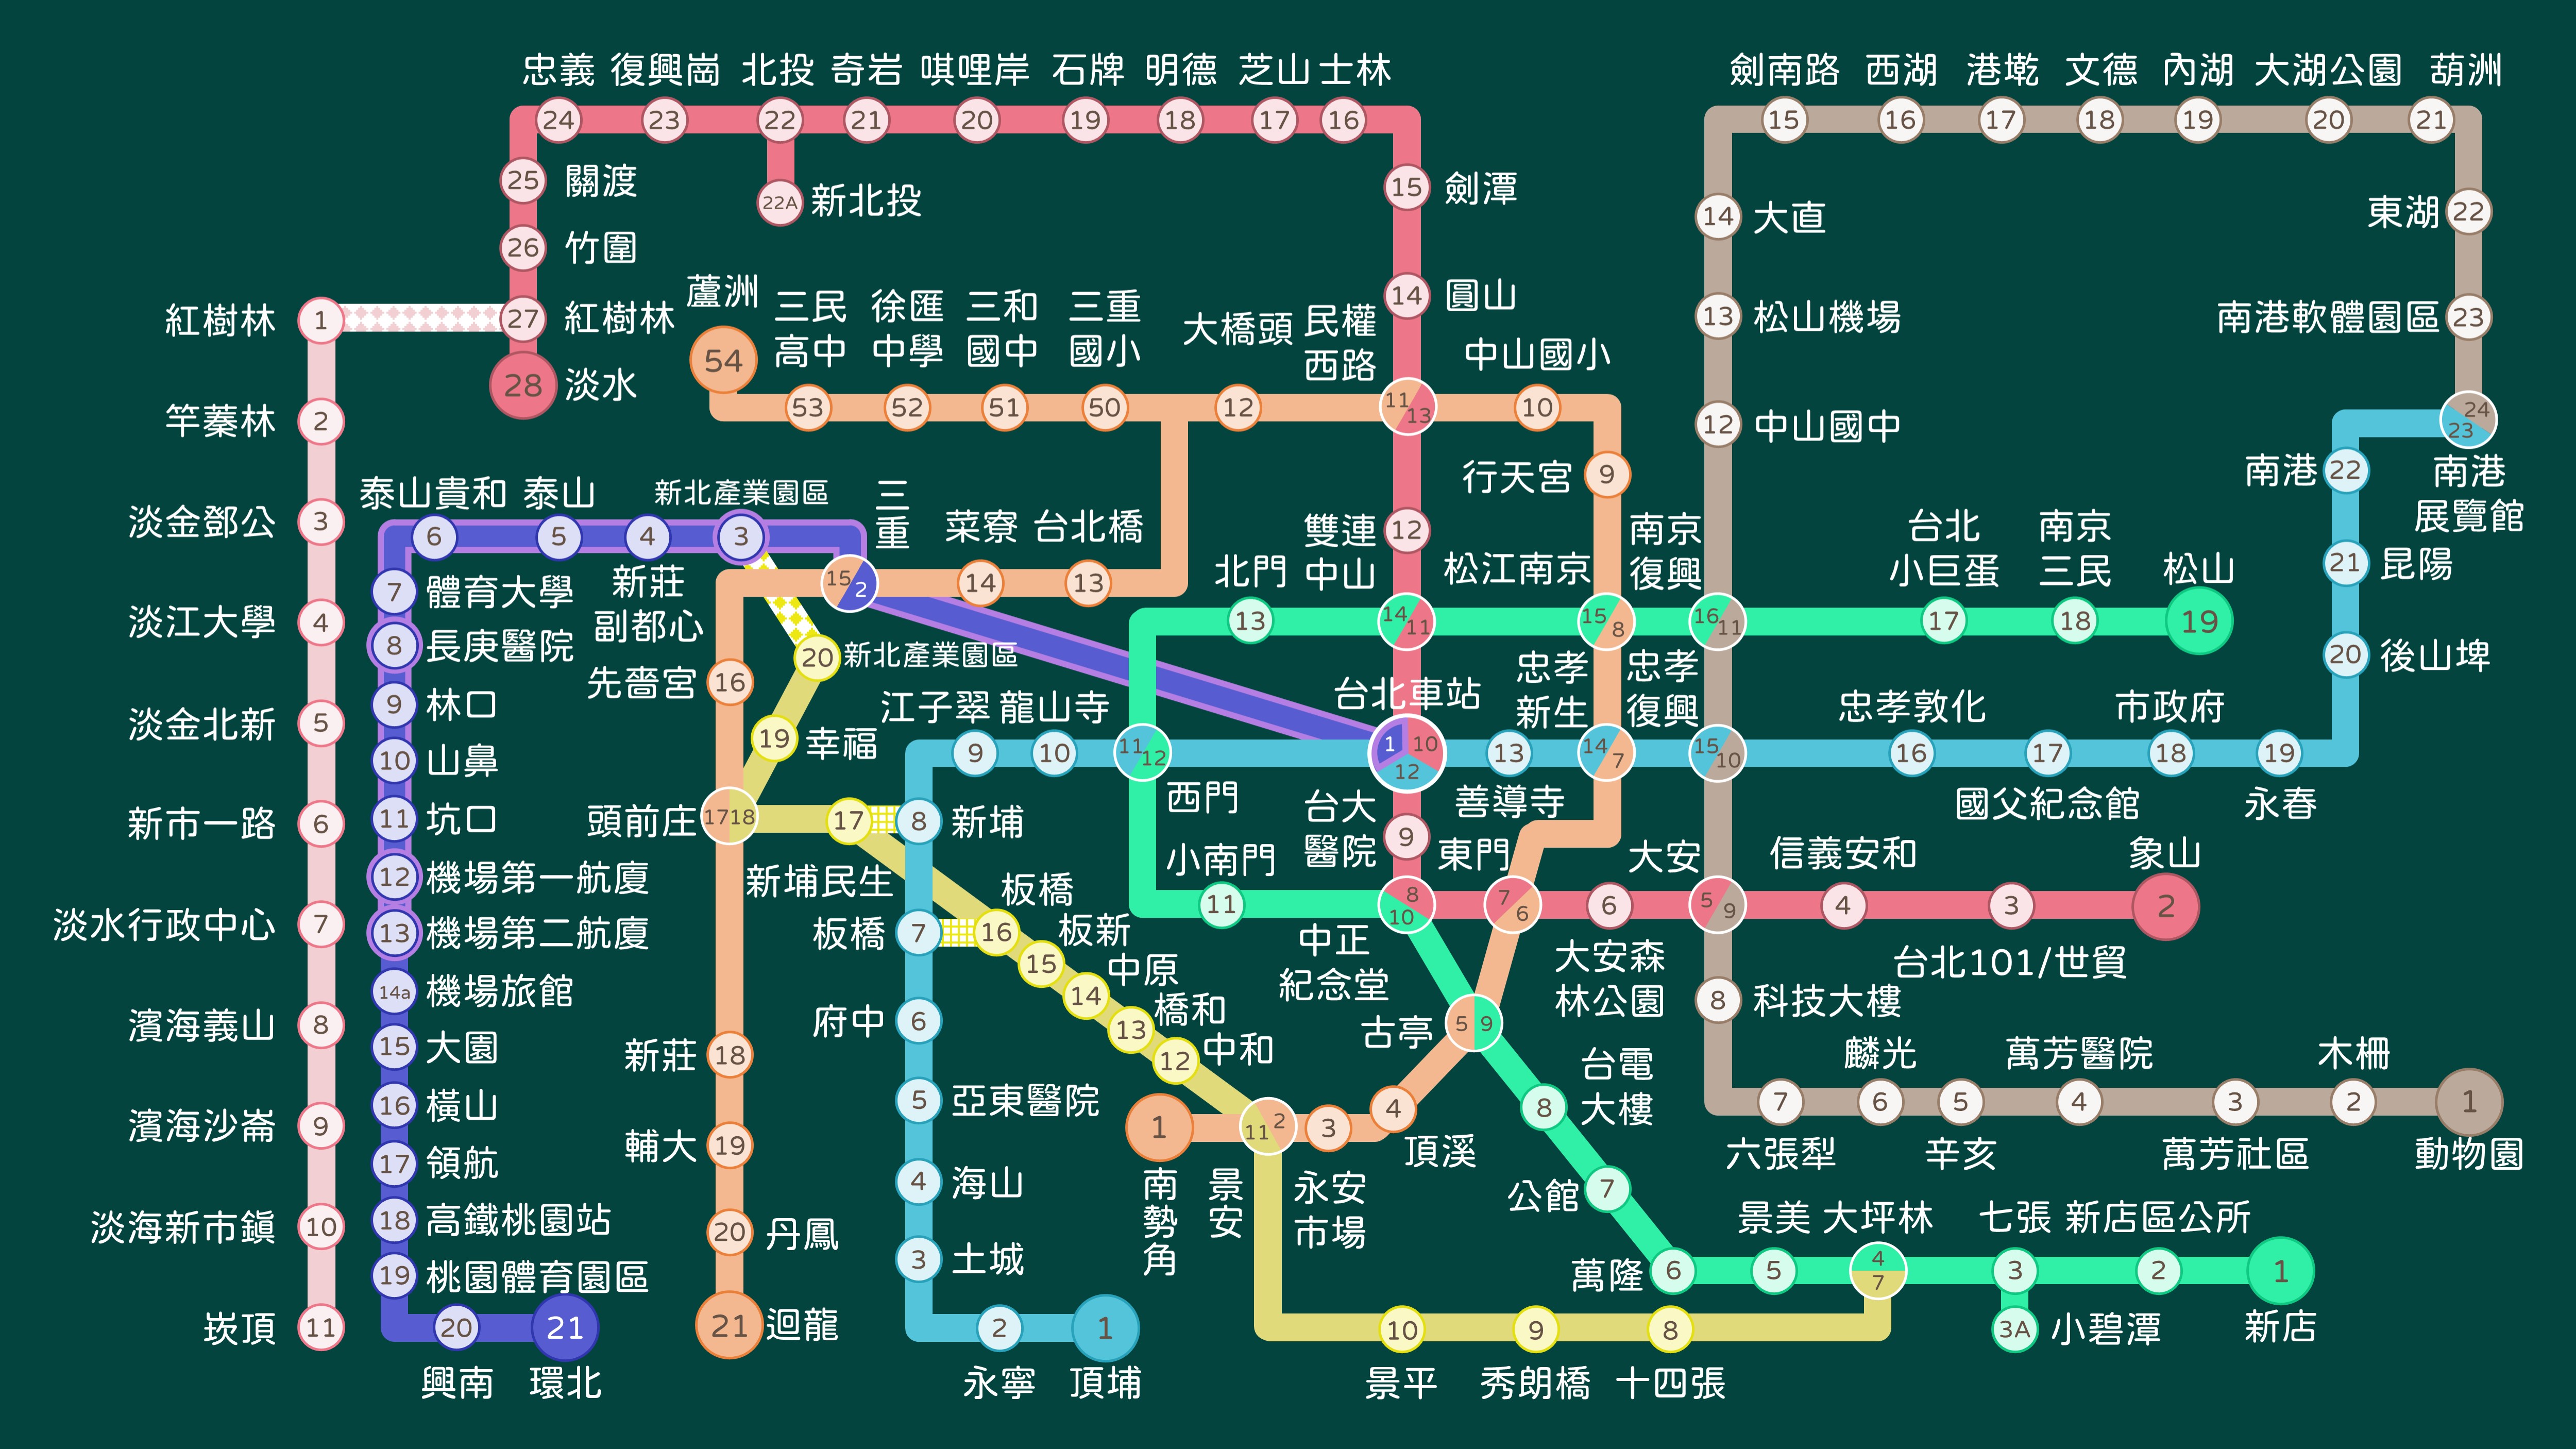 忠義 復興崗 北投 奇岩 唭哩岸 石牌 明德 芝山 士林
24 23 22 21 20 19 18 17 16
劍南路 西湖 港墘 文德 內湖 大湖公園 葫洲
15 16 17 18 19 20 21
25 關渡
22A 新北投
15 劍潭
14 大直
東湖 22
26 竹圍
14 圓山
13 松山機場
南港軟體園區 23
紅樹林 1
27 紅樹林
28 淡水
蘆洲
54
三民
高中
53
徐匯
中學
52
三和
國中
51
三重
國小
50
大橋頭
12
民權
西路
11 13
中山國小
10
12 中山國中
24
23
南港
展覽館
竿蓁林 2
行天宮 9
南港 22
泰山貴和 泰山 新北產業園區
6 5 4 3
三
重
15 2
菜寮 台北橋
14 13
淡金鄧公 3
雙連 12
中山
14 11
北門
13
松江南京
15 8
南京
復興
16 11
台北
小巨蛋
17
南京
三民
18
松山
19
21 昆陽
7 體育大學
新莊
副都心
淡江大學 4
8 長庚醫院
先嗇宮 16
20 新北產業園區
20 後山埤
9 林口
江子翠 龍山寺
9 10
11 12
西門
台北車站
1 10
12
13
善導寺
忠孝
新生
14 7
忠孝
復興
15 10
忠孝敦化
16
17
國父紀念館
市政府
18
19
永春
淡金北新 5
19 幸福
10 山鼻
新市一路 6
11 坑口
頭前庄 17 18
17
新埔民生
8 新埔
台大
醫院
9
12 機場第一航廈
小南門
11
8
10
中正
紀念堂
東門
7 6
6
大安森
林公園
大安
5 9
信義安和
4
3
台北101/世貿
象山
2
淡水行政中心 7
13 機場第二航廈
板橋 7
板橋
16
板新
15
中原
14
橋和
13
中和
12
14a 機場旅館
8 科技大樓
濱海義山 8
15 大園
新莊 18
府中 6
古亭 5 9
16 橫山
5 亞東醫院
台電
大樓
8
麟光 萬芳醫院 木柵
7 6 5 4 3 2 1
六張犁 辛亥 萬芳社區 動物園
濱海沙崙 9
輔大 19
1
南
勢
角
11 2
景
安
3
永安
市場
4
頂溪
17 領航
4 海山
公館 7
淡海新市鎮 10
18 高鐵桃園站
20 丹鳳
3 土城
景美 大坪林 七張 新店區公所
萬隆 6 5 4
7
3 2 1
新店
19 桃園體育園區
3A 小碧潭
崁頂 11
20 21
興南 環北
21 迴龍
2 1
永寧 頂埔
10 9 8
景平 秀朗橋 十四張